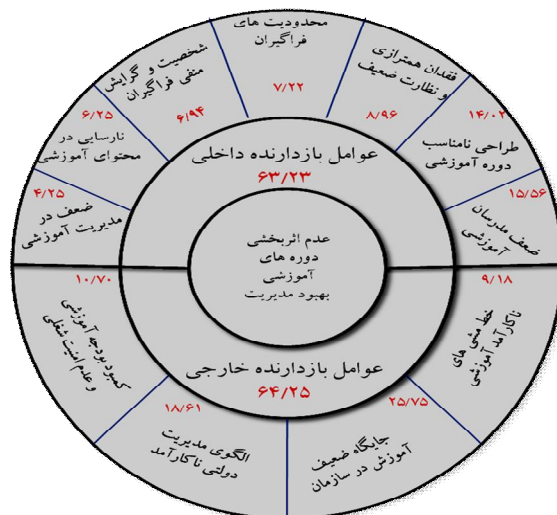 محدودیت های
فراگیران
۷/۲۲
فقدان همترازی
و نظارت ضعیف
۸/۹۶
۱۴/۰۲
طراحی نامناسب
دوره آموزشی
۱۵/۵۶
ضعف مدرسان
آموزشی
شخصیت و گرایش
منفی فراگیران
۶/۹۴
۶/۲۵
نارسایی در
محتوای آموزشی
۴/۲۵
ضعف در
مدیریت آموزشی
عوامل بازدارنده داخلی
۶۳/۲۳
عدم اثربخشی
دوره های
آموزشی
بهبود مدیریت
عوامل بازدارنده خارجی
۶۴/۲۵
۹/۱۸
خط مشی های
ناکارآمد آموزشی
۲۵/۷۵
جایگاه ضعیف
آموزش در سازمان
۱۸/۶۱
الگوی مدیریت
دولتی ناکارآمد
۱۰/۷۰
کمبود بودجه آموزشی
و عدم امنیت شغلی